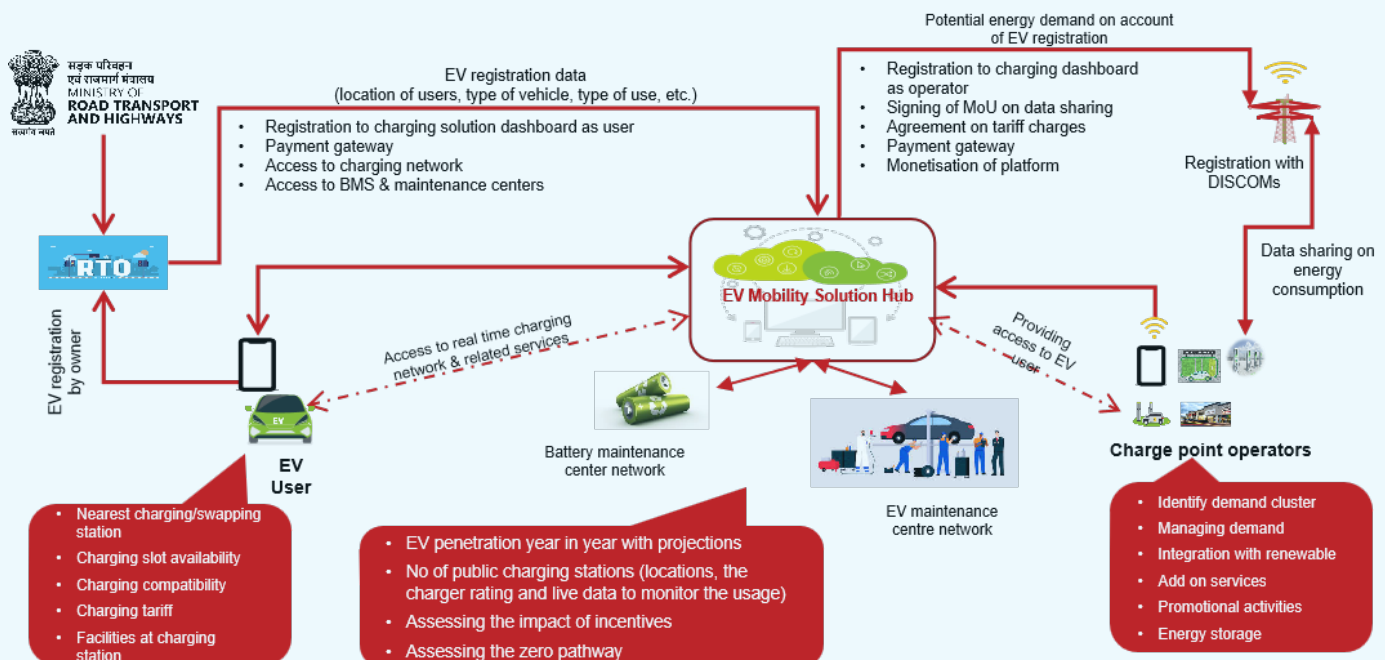 सड़क परिवहन
एवं राजमार्ग मंत्रालय
MINISTRY OF
ROAD TRANSPORT
AND HIGHWAYS
सत्यमेव जयते
EV registration data
(location of users, type of vehicle, type of use, etc.)
• Registration to charging solution dashboard as user
• Payment gateway
• Access to charging network
• Access to BMS & maintenance centers
Potential energy demand on account
of EV registration
• Registration to charging dashboard
as operator
• Signing of MoU on data sharing
• Agreement on tariff charges
• Payment gateway
• Monetisation of platform
Registration with
DISCOMs
Data sharing on
energy
consumption
RTO
EV registration
by owner
EV Mobility Solution Hub
Access to real time charging
network & related services
Providing
access to EV
user
EV
EV
User
Battery maintenance
center network
EV maintenance
centre network
Charge point operators
• Nearest charging/swapping
station
• Charging slot availability
• Charging compatibility
• Charging tariff
• Facilities at charging
station
• EV penetration year in year with projections
• No of public charging stations (locations, the
charger rating and live data to monitor the usage)
• Assessing the impact of incentives
• Assessing the zero pathway
• Identify demand cluster
• Managing demand
• Integration with renewable
• Add on services
• Promotional activities
• Energy storage